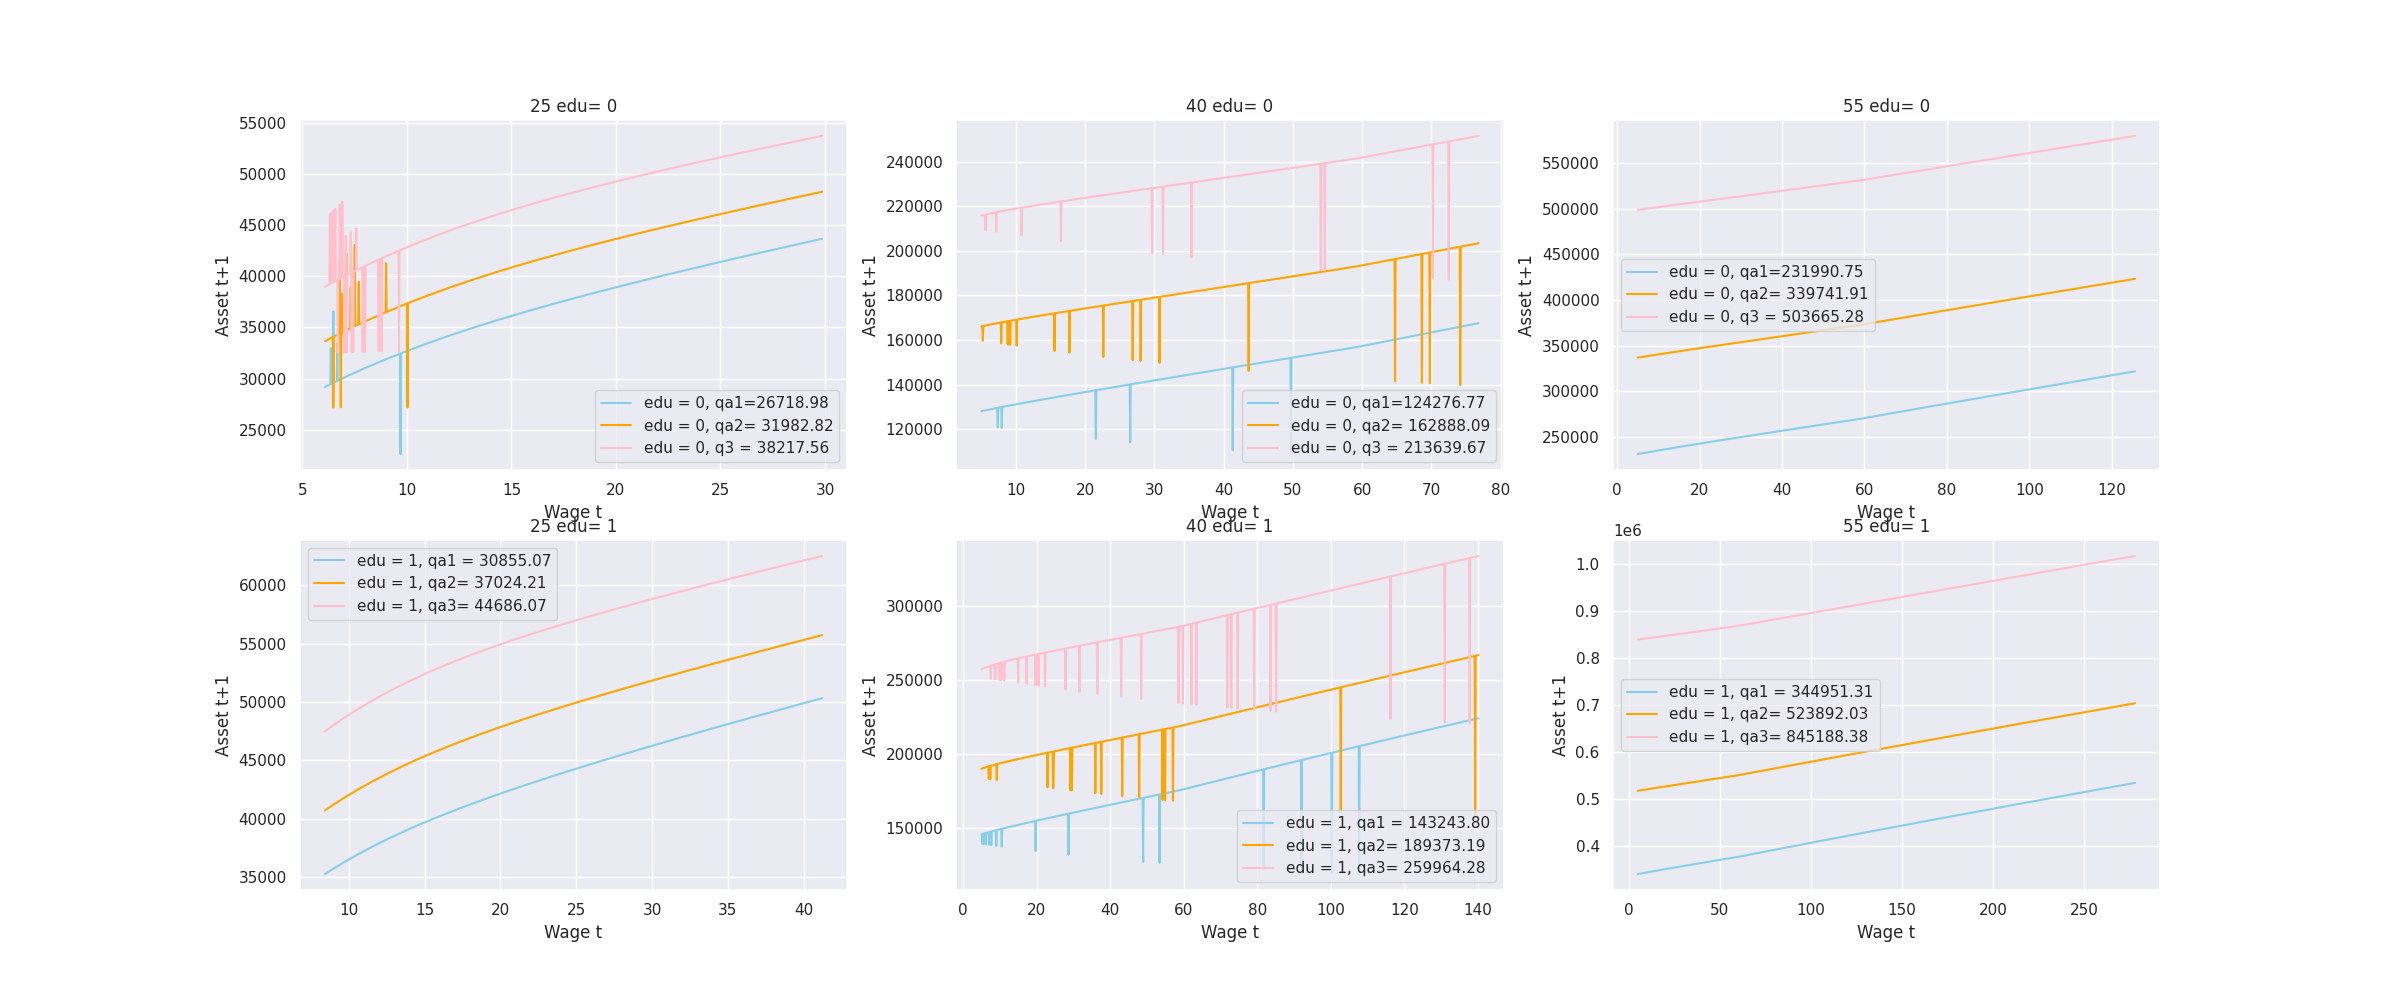 25 edu= 0
55000
50000
45000
40000
35000
30000
25000
Asset t+1
edu = 0, qa1=26718.98
edu = 0, qa2= 31982.82
edu = 0, q3 = 38217.56
5 10 15 20 25 30
Wage t
40 edu= 0
240000
220000
200000
180000
160000
140000
120000
Asset t+1
edu = 0, qa1=124276.77
edu = 0, qa2= 162888.09
edu = 0, q3 = 213639.67
10 20 30 40 50 60 70 80
Wage t
55 edu= 0
550000
500000
450000
400000
350000
300000
250000
Asset t+1
edu = 0, qa1=231990.75
edu = 0, qa2= 339741.91
edu = 0, q3 = 503665.28
0 20 40 60 80 100 120
Wage t
25 edu= 1
60000
55000
50000
45000
40000
35000
Asset t+1
edu = 1, qa1 = 30855.07
edu = 1, qa2= 37024.21
edu = 1, qa3= 44686.07
10 15 20 25 30 35 40
Wage t
40 edu= 1
300000
250000
200000
150000
Asset t+1
edu = 1, qa1 = 143243.80
edu = 1, qa2= 189373.19
edu = 1, qa3= 259964.28
0 20 40 60 80 100 120 140
Wage t
55 edu= 1
1e6
1.0
0.9
0.8
0.7
0.6
0.5
0.4
Asset t+1
edu = 1, qa1 = 344951.31
edu = 1, qa2= 523892.03
edu = 1, qa3= 845188.38
0 50 100 150 200 250
Wage t